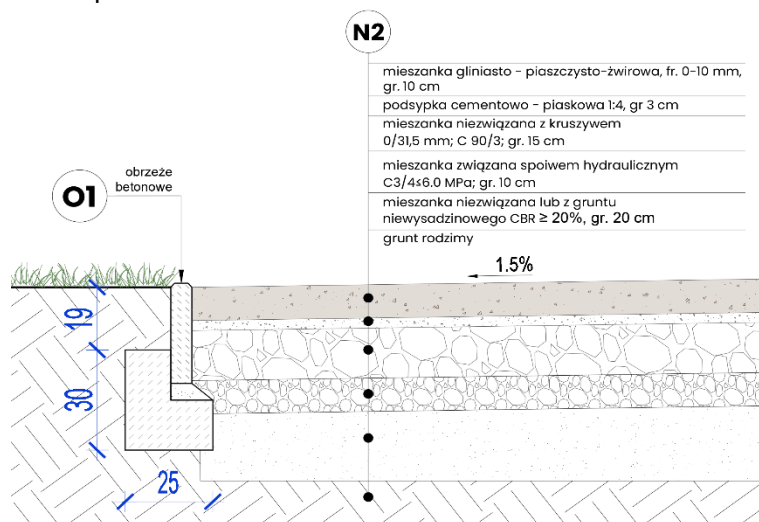 N2
mieszanka gliniasto - piaszczysto-żwirowa, fr. 0-10 mm,
gr. 10 cm
podsypka cementowo - piaskowa 1:4, gr 3 cm
mieszanka niezwiązana z kruszywem
0/31,5 mm; C 90/3; gr. 15 cm
mieszanka związana spoiwem hydraulicznym
C3/4≤6.0 MPa; gr. 10 cm
mieszanka niezwiązana lub z gruntu
niewysadzinowego CBR ≥ 20%, gr. 20 cm
grunt rodzimy
O1
obrzeże
betonowe
1.5%
19
30
25